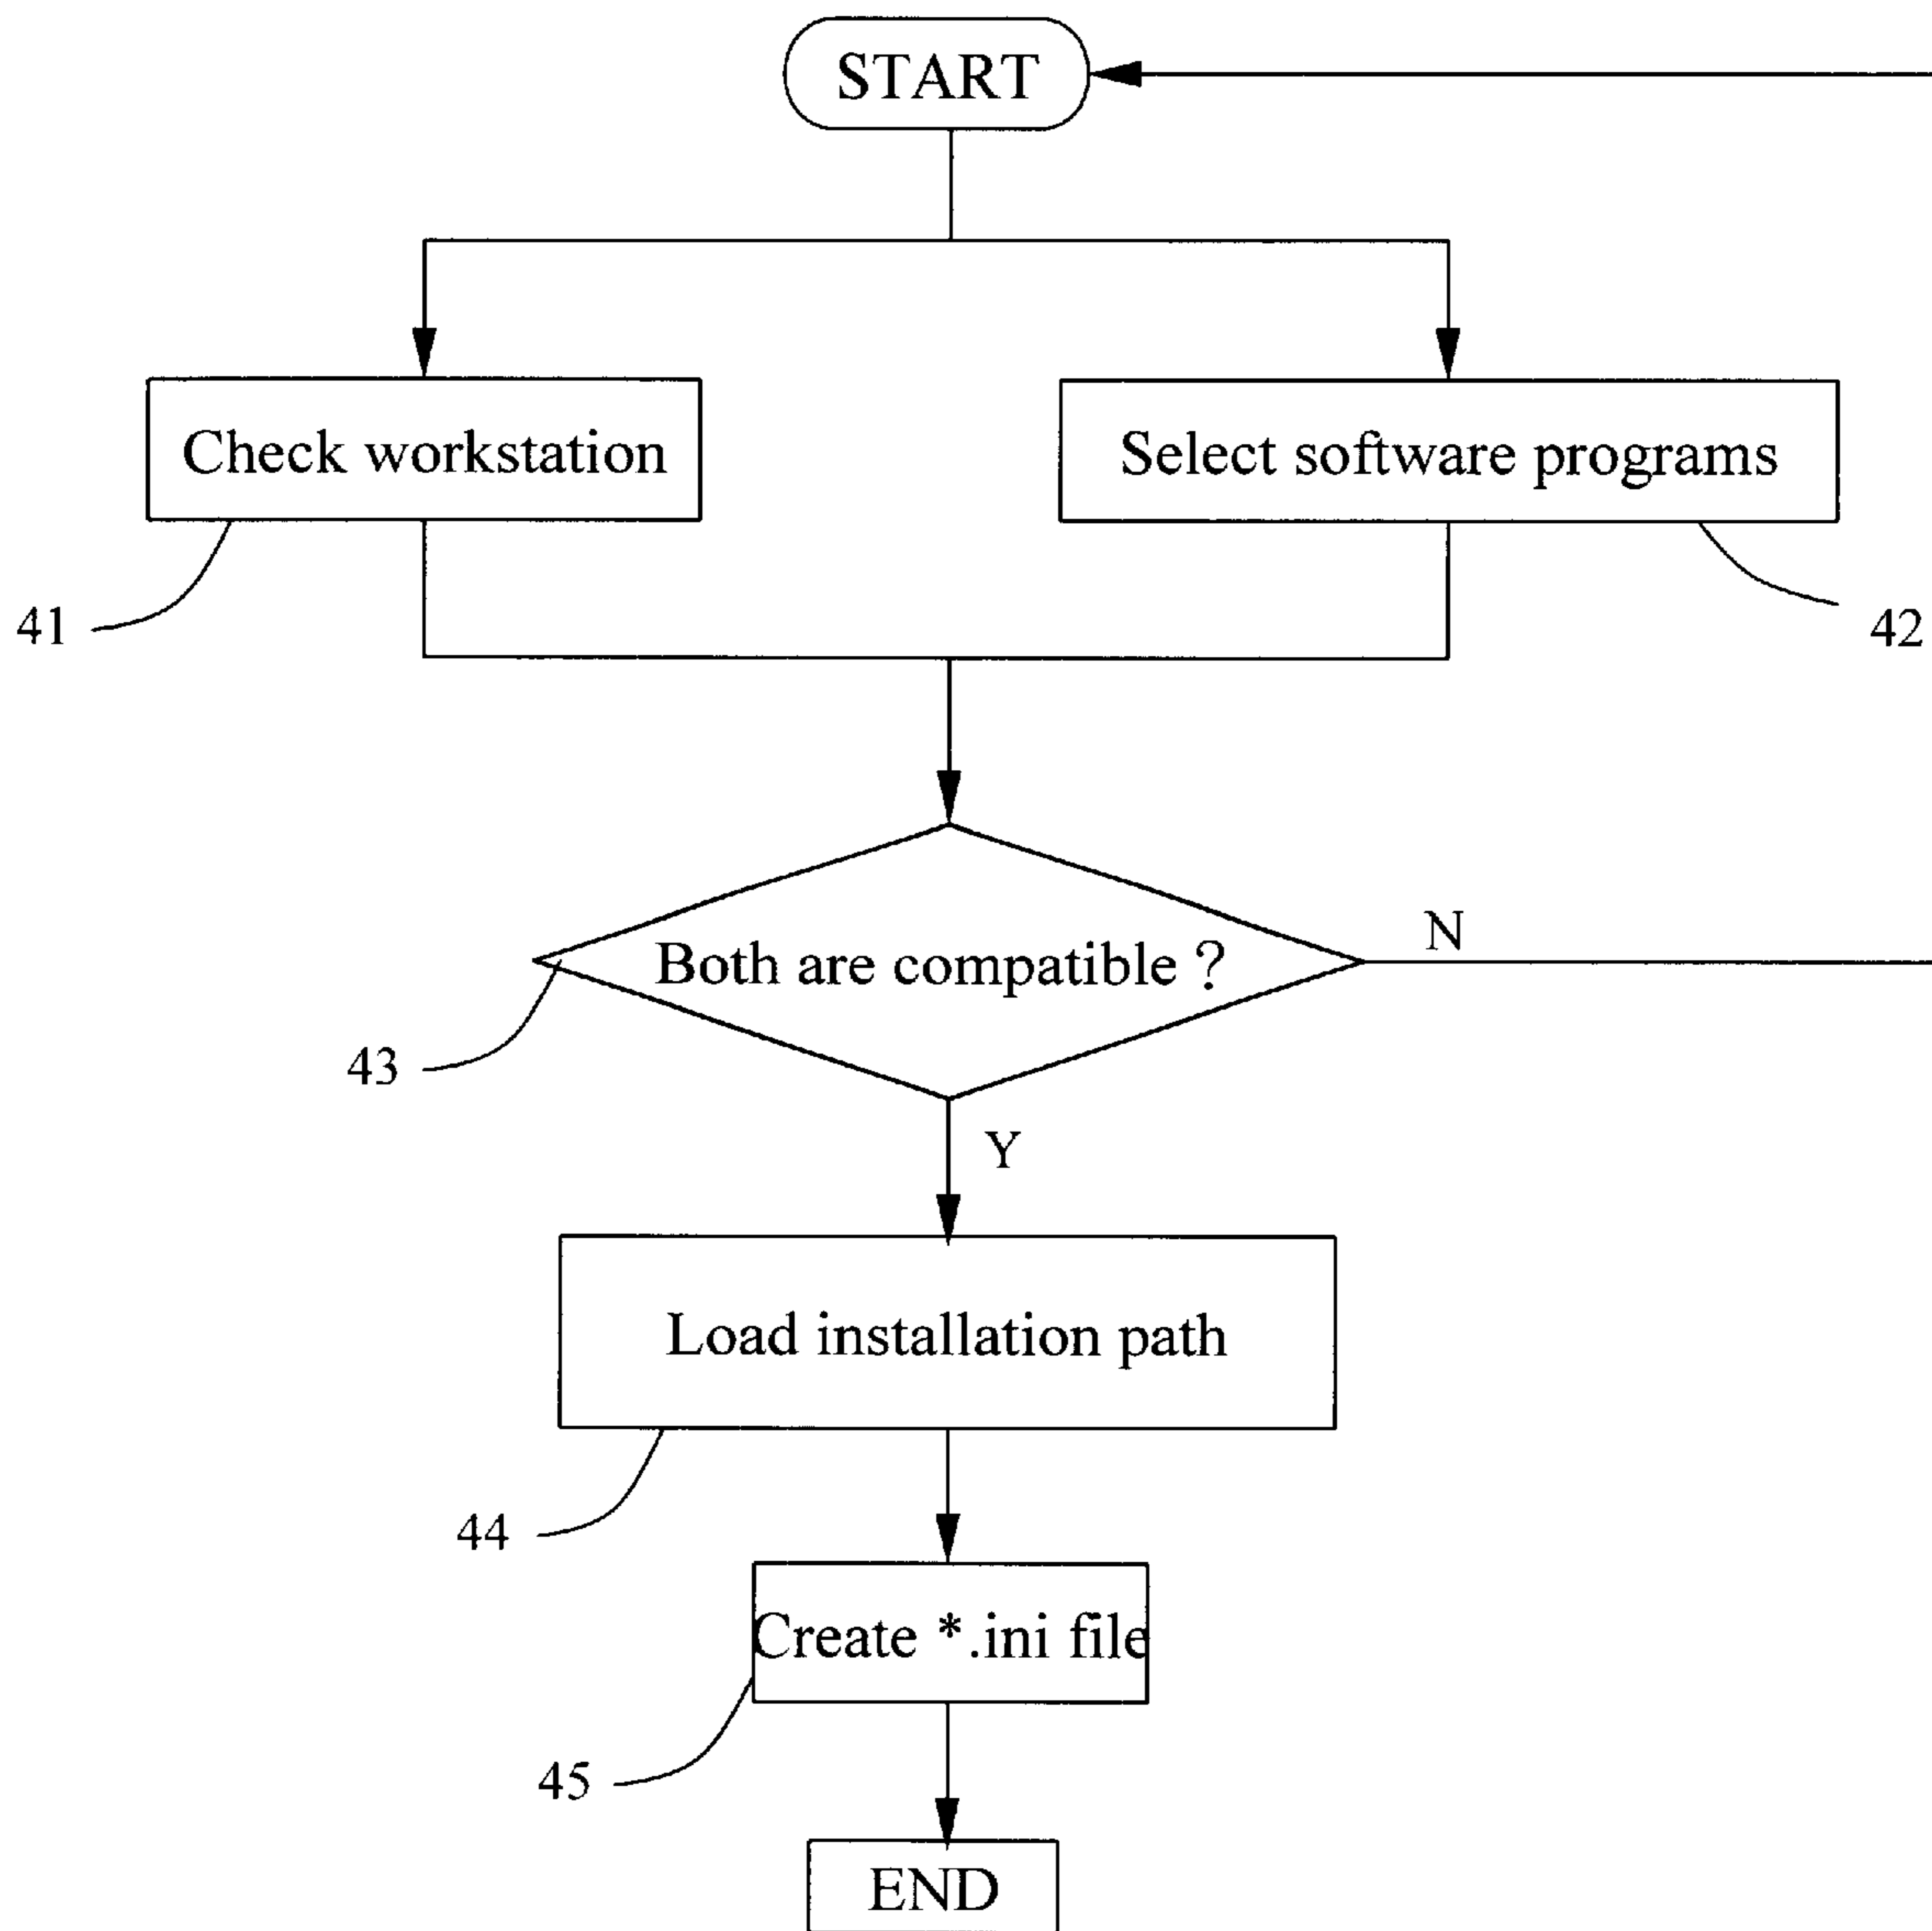 START
Check workstation
Select software programs
41
42
Both are compatible ?
N
43
Y
Load installation path
44
Create *.ini file
45
END